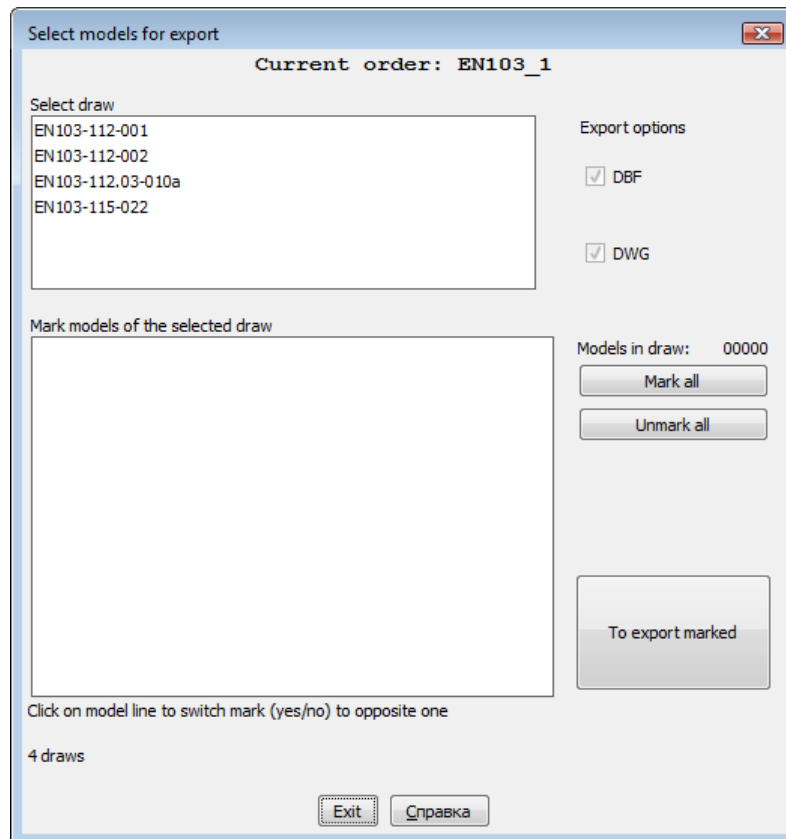 Select models for export
Current order: EN103_1
Select draw
EN103-112-001
EN103-112-002
EN103-112.03-010a
EN103-115-022
Export options
DBF
DWG
Mark models of the selected draw
Models in draw: 00000
Mark all
Unmark all
To export marked
Click on model line to switch mark (yes/no) to opposite one
4 draws
Exit
Справка